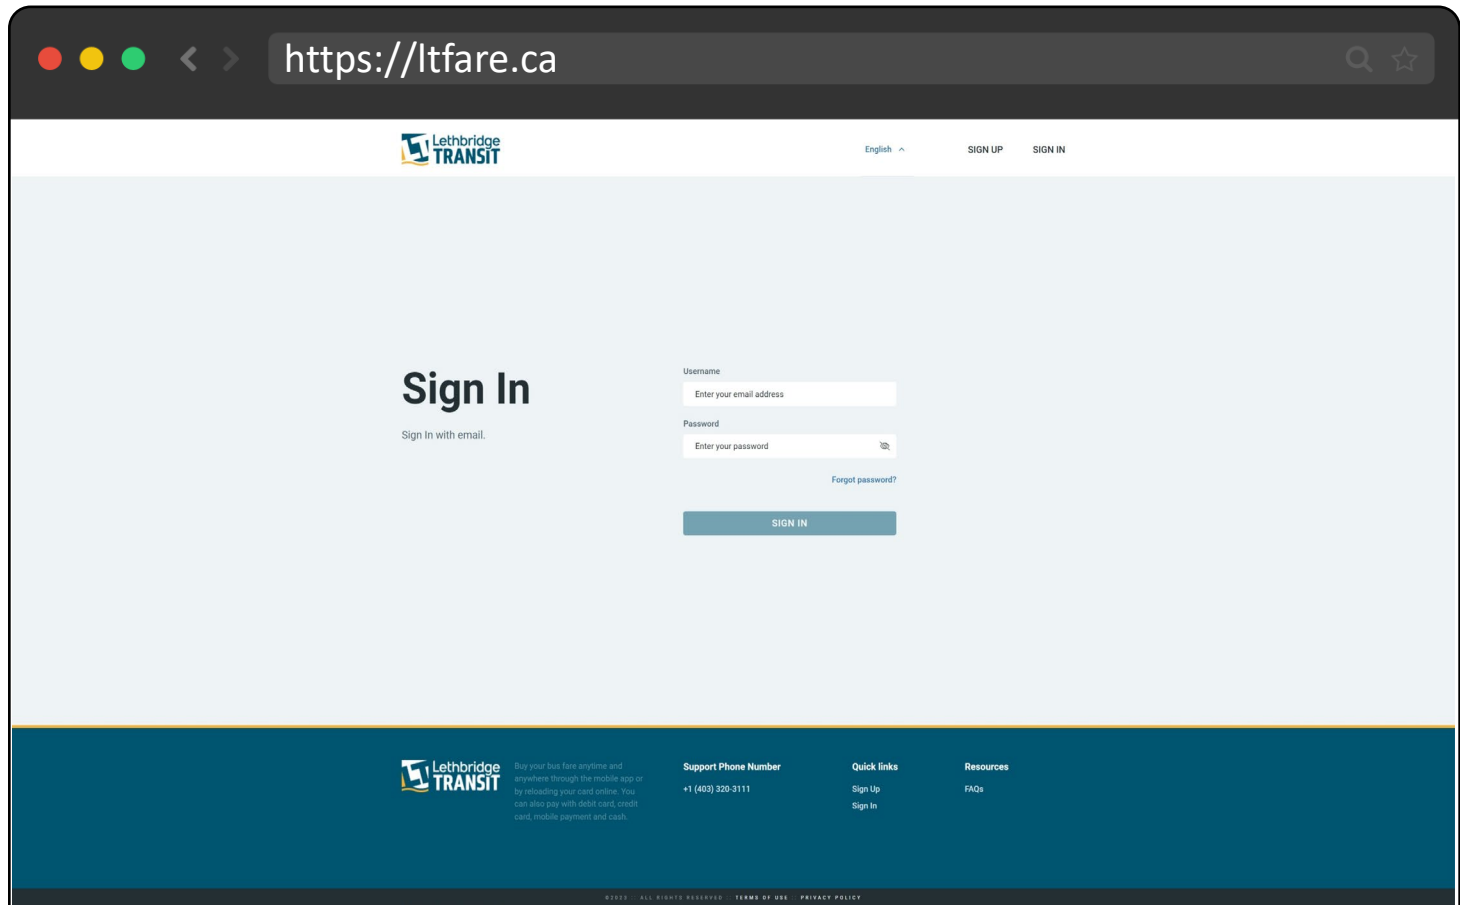 https://ltfare.ca
Lethbridge
TRANSIT
English
SIGN UP
SIGN IN
Sign In
Sign In with email.
Username
Enter your email address
Password
Enter your password
Forgot password?
SIGN IN
Lethbridge
TRANSIT
Buy your bus fare anytime and
anywhere through the mobile app or
by reloading your card online. You
can also pay with debit card, credit
card, mobile payment and cash.
Support Phone Number
+1 (403) 320-3111
Quick links
Sign Up
Sign In
Resources
FAQs
©2023 :: ALL RIGHTS RESERVED :: TERMS OF USE :: PRIVACY POLICY